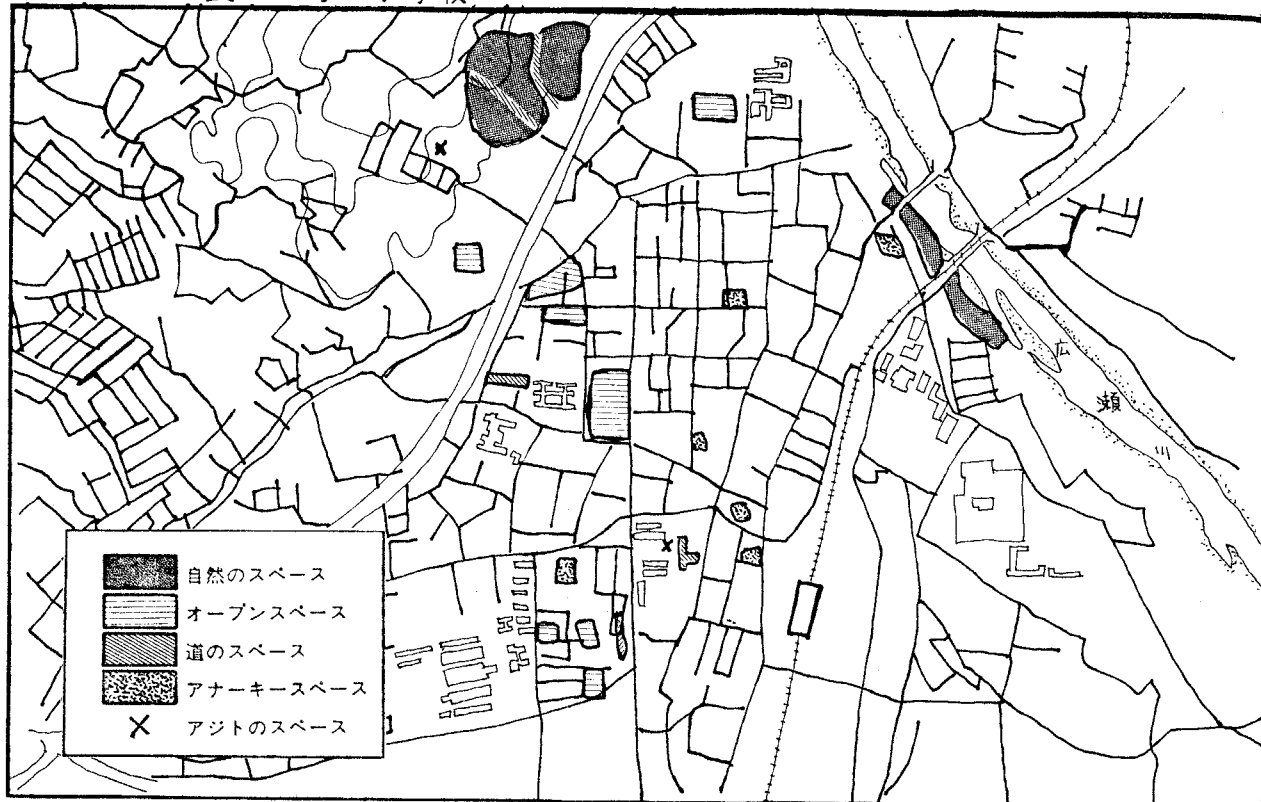 自然のスペース
オープンスペース
道のスペース
アナーキースペース
アジトのスペース
広瀬川